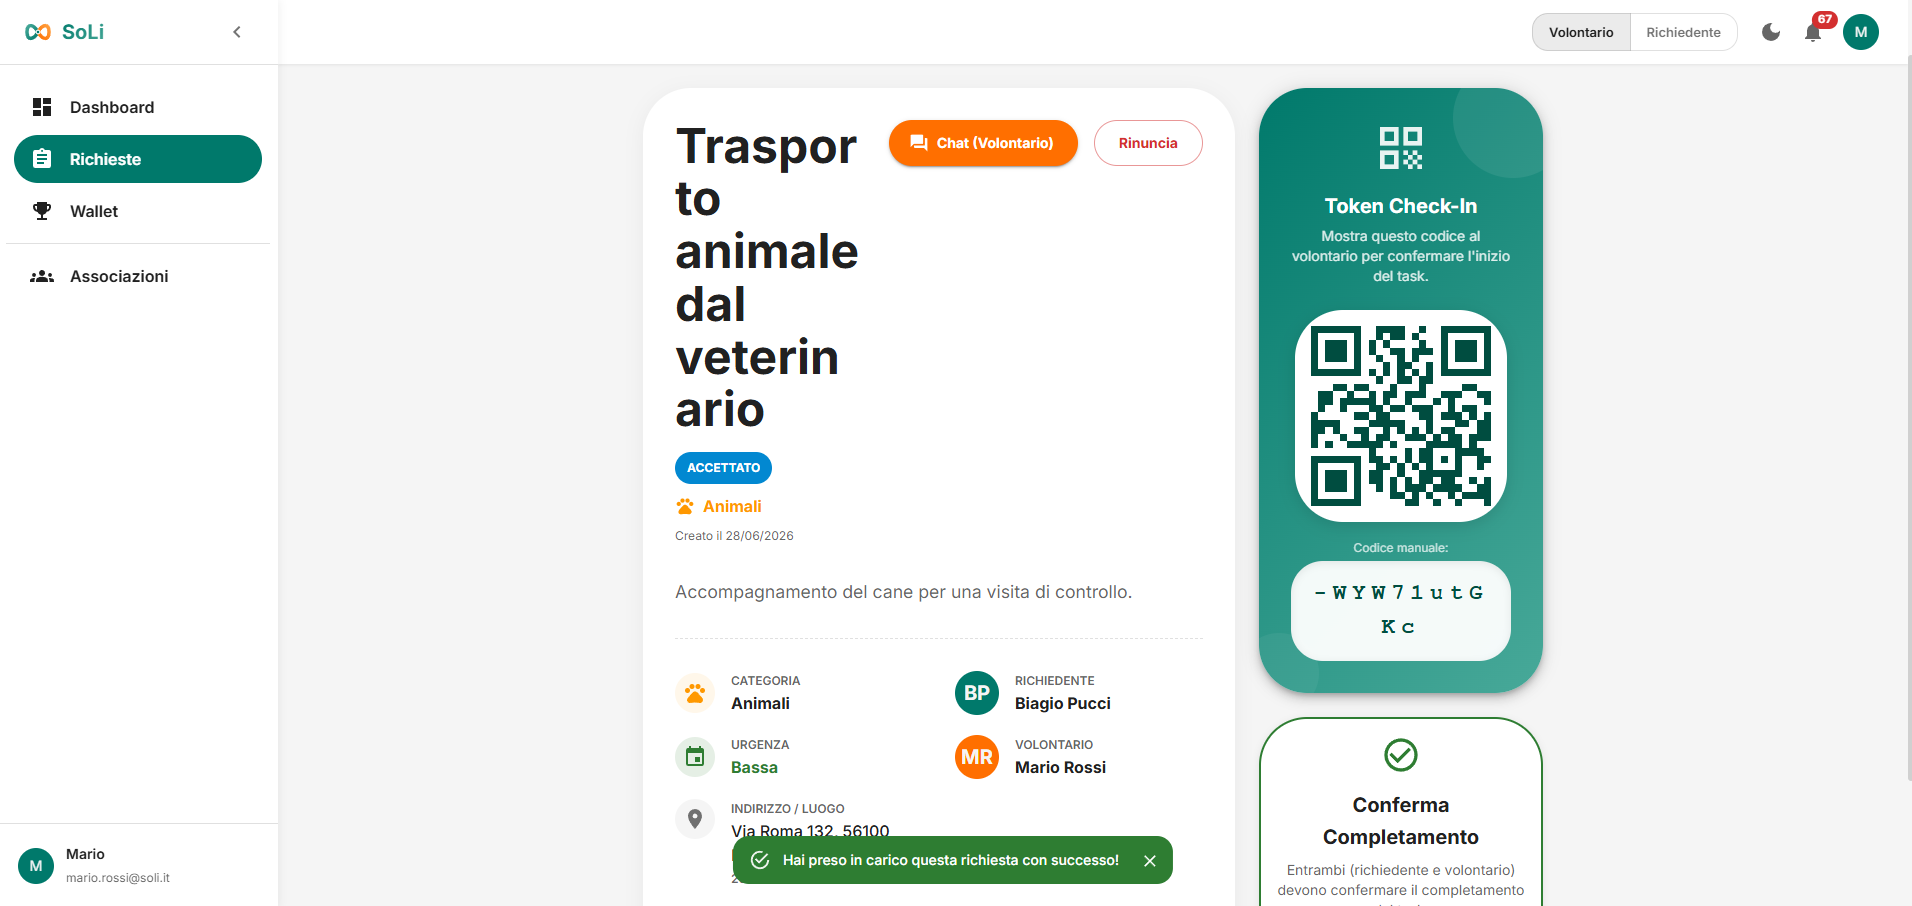 SoLi
Volontario
Richiedente
67
M
Dashboard
Richieste
Wallet
Associazioni
Traspor
to
animale
dal
veterin
ario
Chat (Volontario)
Rinuncia
ACCETTATO
Animali
Creato il 28/06/2026
Accompagnamento del cane per una visita di controllo.
CATEGORIA
Animali
BP
RICHIEDENTE
Biagio Pucci
URGENZA
Bassa
MR
VOLONTARIO
Mario Rossi
INDIRIZZO / LUOGO
Via Roma 132, 56100
Hai preso in carico questa richiesta con successo!
Token Check-In
Mostra questo codice al
volontario per confermare l'inizio
del task.
Codice manuale:
-WYW71utG
Kc
Conferma
Completamento
Entrambi (richiedente e volontario)
devono confermare il completamento
M
Mario
mario.rossi@soli.it